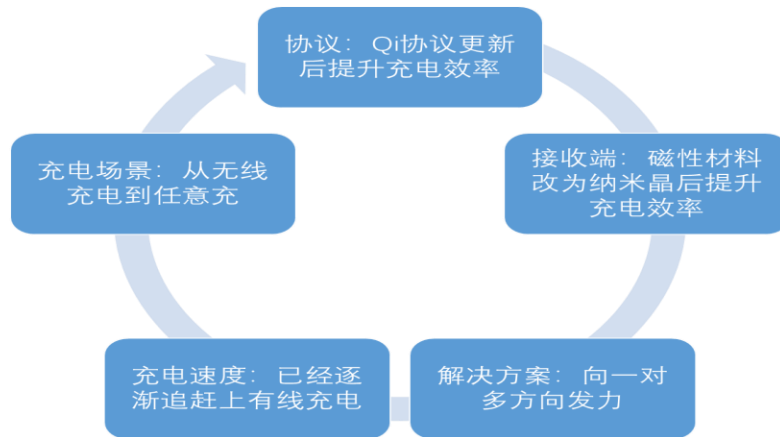 协议：Qi协议更新
后提升充电效率
接收端：磁性材料
改为纳米晶后提升
充电效率
解决方案：向一对
多方向发力
充电速度：已经逐
渐追赶上有线充电
充电场景：从无线
充电到任意充